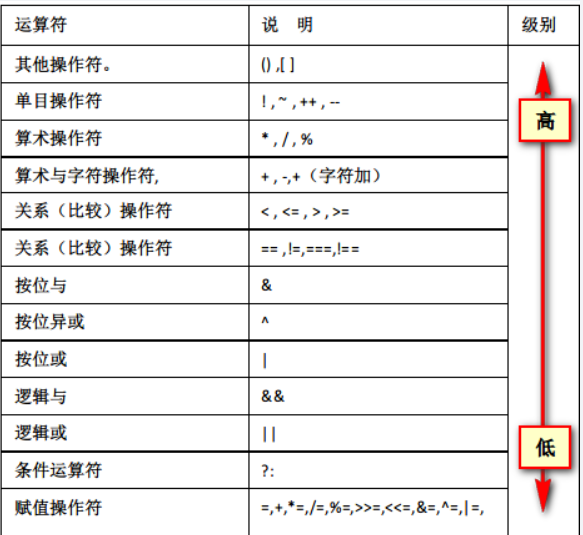 运算符 说 明 级别
其他操作符。 () ,[ ]
单目操作符 ! , ~ , ++ , --
算术操作符 * , / , %
高
算术与字符操作符, + , -,+（字符加）
关系（比较）操作符 < , <= , > , >=
关系（比较）操作符 == ,!=,===,!==
按位与 &
按位异或 ^
按位或 |
逻辑与 &&
逻辑或 ||
低
条件运算符 ?:
赋值操作符 =,+,*=,/=,%=,>>=,<<=,&=,^=,|=,